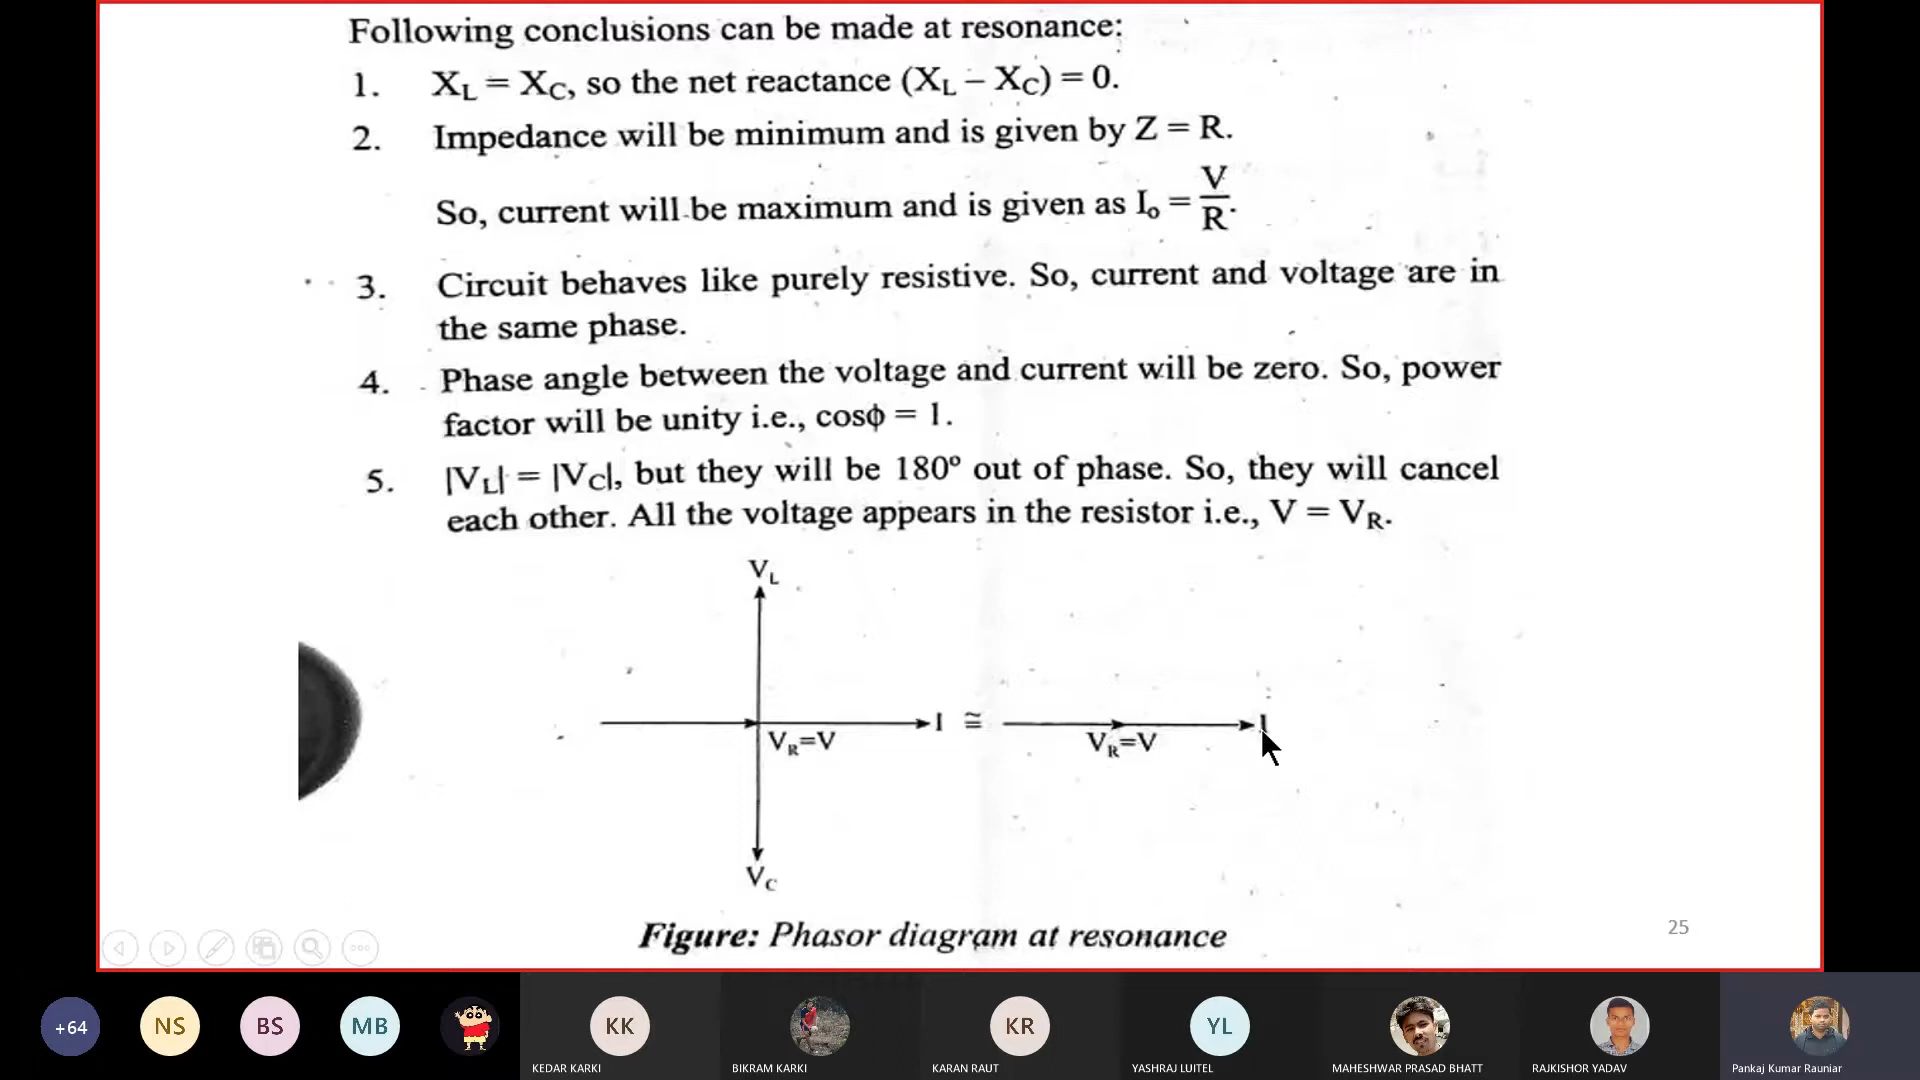 Following conclusions can be made at resonance:
1. X_L = X_C, so the net reactance (X_L – X_C) = 0.
2. Impedance will be minimum and is given by Z = R.
So, current will be maximum and is given as I_o = V/R.
3. Circuit behaves like purely resistive. So, current and voltage are in
the same phase.
4. Phase angle between the voltage and current will be zero. So, power
factor will be unity i.e., cosϕ = 1.
5. |V_L| = |V_C|, but they will be 180° out of phase. So, they will cancel
each other. All the voltage appears in the resistor i.e., V = V_R.
V_L
I ≅ I
V_R=V V_R=V
V_C
Figure: Phasor diagram at resonance
25
+64 NS BS MB KK KR YL
KEDAR KARKI BIKRAM KARKI KARAN RAUT YASHRAJ LUITEL MAHESHWAR PRASAD BHATT RAJKISHOR YADAV Pankaj Kumar Rauniar